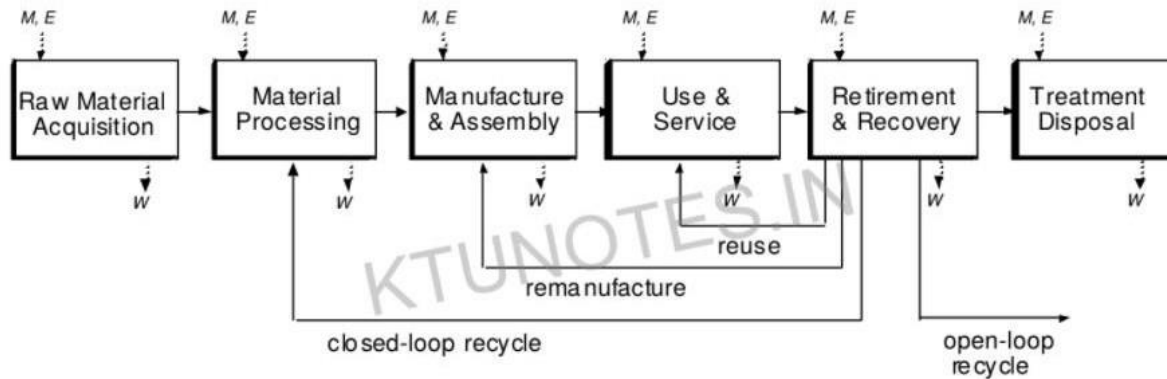 M, E
M, E
M, E
M, E
M, E
M, E
Raw Material
Acquisition
Material
Processing
Manufacture
& Assembly
Use &
Service
Retirement
& Recovery
Treatment
Disposal
W
W
W
W
W
W
reuse
remanufacture
closed-loop recycle
open-loop
recycle
KTUNOTES.IN